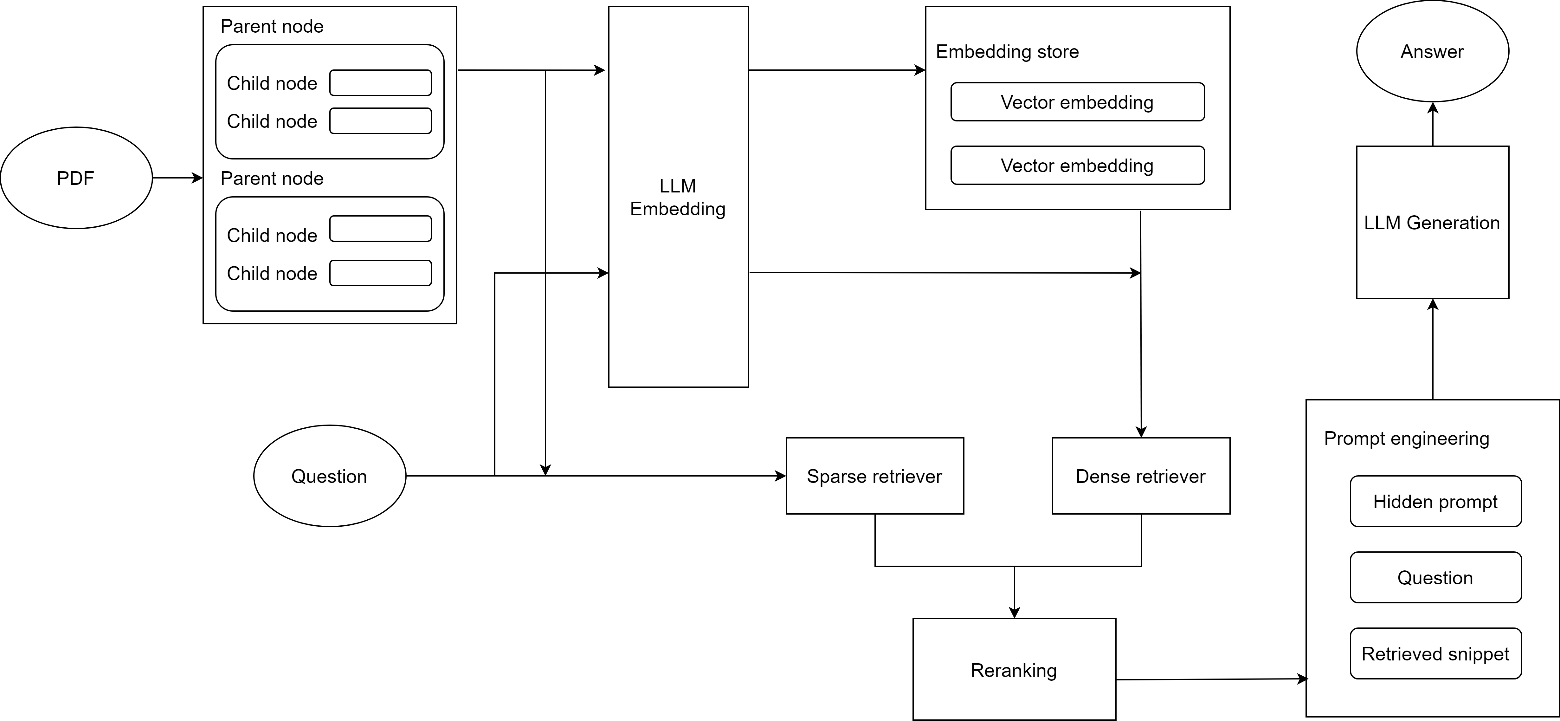 PDF
Parent node
Child node
Child node
Parent node
Child node
Child node
LLM
Embedding
Embedding store
Vector embedding
Vector embedding
Question
Sparse retriever
Dense retriever
Reranking
Prompt engineering
Hidden prompt
Question
Retrieved snippet
LLM Generation
Answer